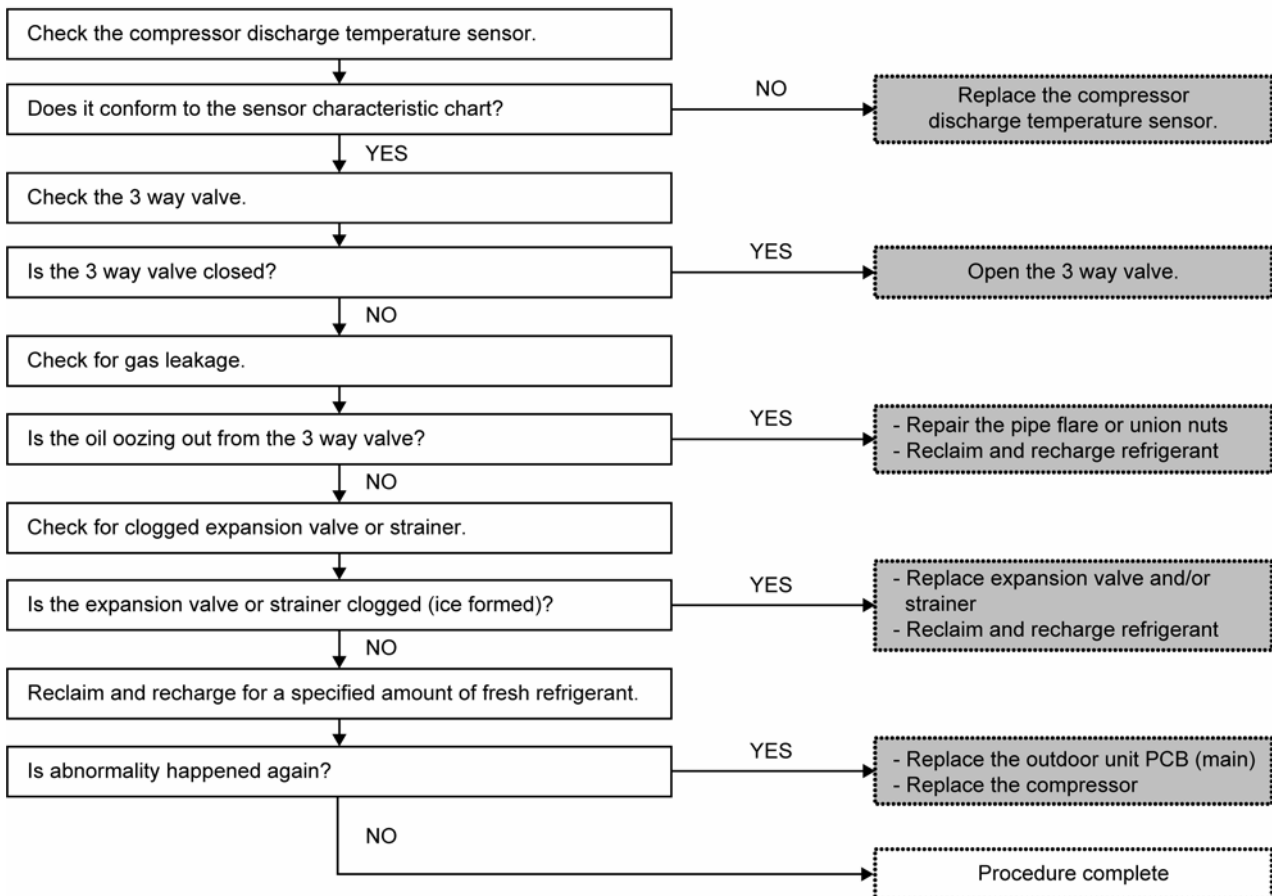 Check the compressor discharge temperature sensor.
Does it conform to the sensor characteristic chart?
NO
Replace the compressor
discharge temperature sensor.
YES
Check the 3 way valve.
Is the 3 way valve closed?
YES
Open the 3 way valve.
NO
Check for gas leakage.
Is the oil oozing out from the 3 way valve?
YES
- Repair the pipe flare or union nuts
- Reclaim and recharge refrigerant
NO
Check for clogged expansion valve or strainer.
Is the expansion valve or strainer clogged (ice formed)?
YES
- Replace expansion valve and/or
strainer
- Reclaim and recharge refrigerant
NO
Reclaim and recharge for a specified amount of fresh refrigerant.
Is abnormality happened again?
YES
- Replace the outdoor unit PCB (main)
- Replace the compressor
NO
Procedure complete